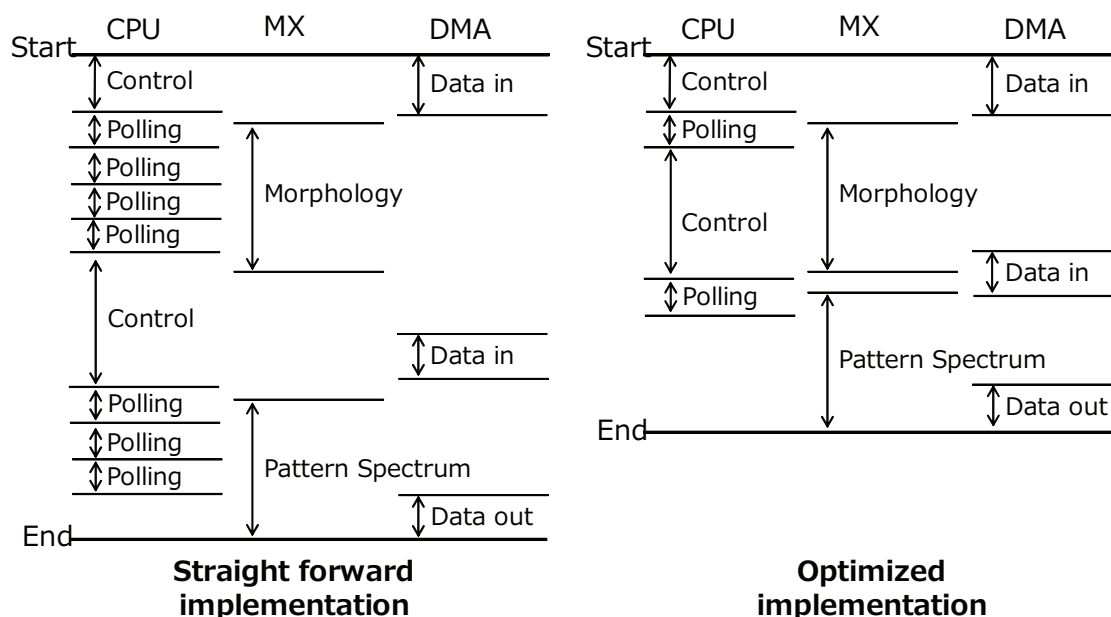 CPU MX DMA
Start
Control
Data in
Polling
Polling
Polling
Polling
Morphology
Control
Data in
Polling
Polling
Polling
Pattern Spectrum
Data out
End
Straight forward
implementation
CPU MX DMA
Start
Control
Data in
Polling
Morphology
Control
Data in
Polling
Pattern Spectrum
Data out
End
Optimized
implementation